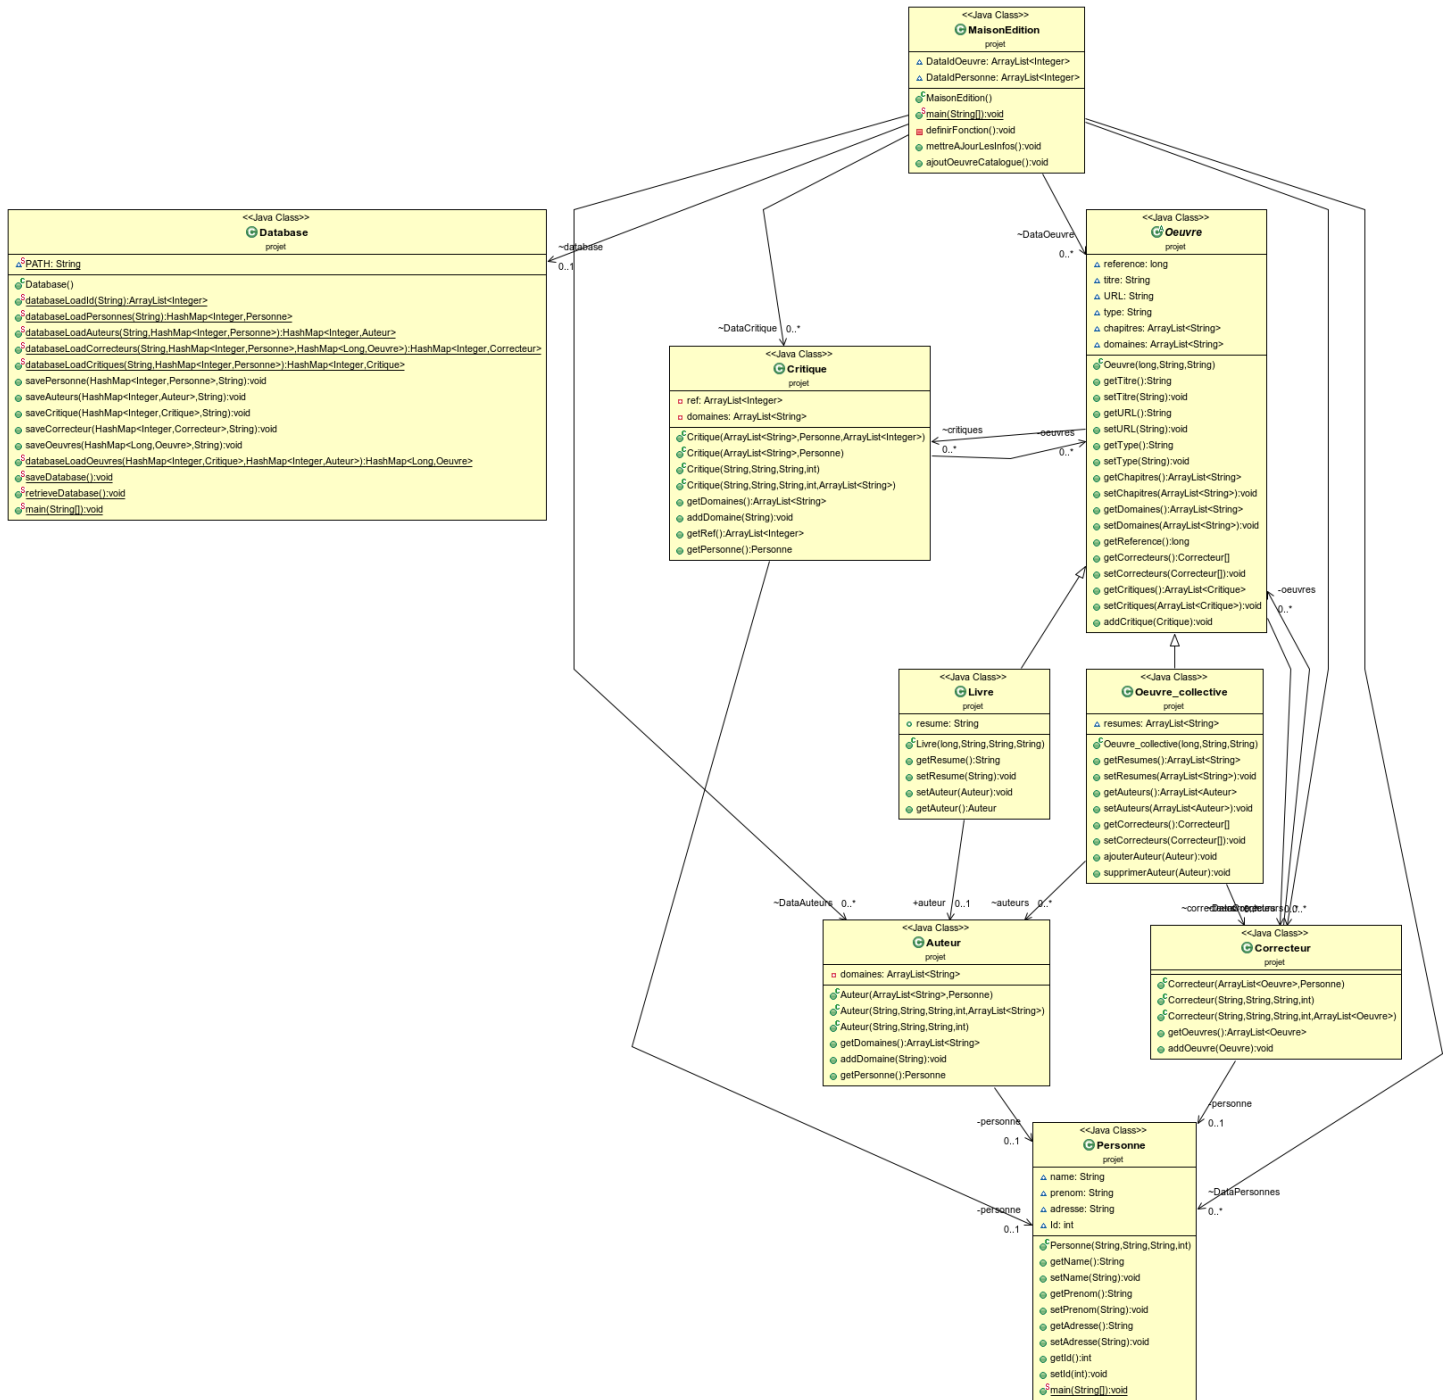 <<Java Class>>
MaisonEdition
projet
DataIdOeuvre: ArrayList<Integer>
DataIdPersonne: ArrayList<Integer>
MaisonEdition()
main(String[]):void
definirFonction():void
mettreAJourLesInfos():void
ajoutOeuvreCatalogue():void
<<Java Class>>
Database
projet
PATH: String
Database()
databaseLoadId(String):ArrayList<Integer>
databaseLoadPersonnes(String):HashMap<Integer,Personne>
databaseLoadAuteurs(String,HashMap<Integer,Personne>):HashMap<Integer,Auteur>
databaseLoadCorrecteurs(String,HashMap<Integer,Personne>,HashMap<Long,Oeuvre>):HashMap<Integer,Correcteur>
databaseLoadCritiques(String,HashMap<Integer,Personne>):HashMap<Integer,Critique>
savePersonne(HashMap<Integer,Personne>,String):void
saveAuteurs(HashMap<Integer,Auteur>,String):void
saveCritique(HashMap<Integer,Critique>,String):void
saveCorrecteur(HashMap<Integer,Correcteur>,String):void
saveOeuvres(HashMap<Long,Oeuvre>,String):void
databaseLoadOeuvres(HashMap<Integer,Critique>,HashMap<Integer,Auteur>):HashMap<Long,Oeuvre>
saveDatabase():void
retrieveDatabase():void
main(String[]):void
~database
0..1
~DataOeuvre
0..*
<<Java Class>>
Oeuvre
projet
reference: long
titre: String
URL: String
type: String
chapitres: ArrayList<String>
domaines: ArrayList<String>
Oeuvre(long,String,String)
getTitre():String
setTitre(String):void
getURL():String
setURL(String):void
getType():String
setType(String):void
getChapitres():ArrayList<String>
setChapitres(ArrayList<String>):void
getDomaines():ArrayList<String>
setDomaines(ArrayList<String>):void
getReference():long
getCorrecteurs():Correcteur[]
setCorrecteurs(Correcteur[]):void
getCritiques():ArrayList<Critique>
setCritiques(ArrayList<Critique>):void
addCritique(Critique):void
~DataCritique 0..*
<<Java Class>>
Critique
projet
ref: ArrayList<Integer>
domaines: ArrayList<String>
Critique(ArrayList<String>,Personne,ArrayList<Integer>)
Critique(ArrayList<String>,Personne)
Critique(String,String,String,int)
Critique(String,String,String,int,ArrayList<String>)
getDomaines():ArrayList<String>
addDomaine(String):void
getRef():ArrayList<Integer>
getPersonne():Personne
~critiques
0..*
-oeuvres
0..*
-oeuvres
0..*
<<Java Class>>
Livre
projet
resume: String
Livre(long,String,String,String)
getResume():String
setResume(String):void
setAuteur(Auteur):void
getAuteur():Auteur
<<Java Class>>
Oeuvre_collective
projet
resumes: ArrayList<String>
Oeuvre_collective(long,String,String)
getResumes():ArrayList<String>
setResumes(ArrayList<String>):void
getAuteurs():ArrayList<Auteur>
setAuteurs(ArrayList<Auteur>):void
getCorrecteurs():Correcteur[]
setCorrecteurs(Correcteur[]):void
ajouterAuteur(Auteur):void
supprimerAuteur(Auteur):void
~DataAuteurs 0..*
+auteur 0..1
~auteurs 0..*
<<Java Class>>
Auteur
projet
domaines: ArrayList<String>
Auteur(ArrayList<String>,Personne)
Auteur(String,String,String,int,ArrayList<String>)
Auteur(String,String,String,int)
getDomaines():ArrayList<String>
addDomaine(String):void
getPersonne():Personne
<<Java Class>>
Correcteur
projet
Correcteur(ArrayList<Oeuvre>,Personne)
Correcteur(String,String,String,int)
Correcteur(String,String,String,int,ArrayList<Oeuvre>)
getOeuvres():ArrayList<Oeuvre>
addOeuvre(Oeuvre):void
-personne
0..1
-personne
0..1
-personne
0..1
~DataPersonnes
0..*
<<Java Class>>
Personne
projet
name: String
prenom: String
adresse: String
Id: int
Personne(String,String,String,int)
getName():String
setName(String):void
getPrenom():String
setPrenom(String):void
getAdresse():String
setAdresse(String):void
getId():int
setId(int):void
main(String[]):void